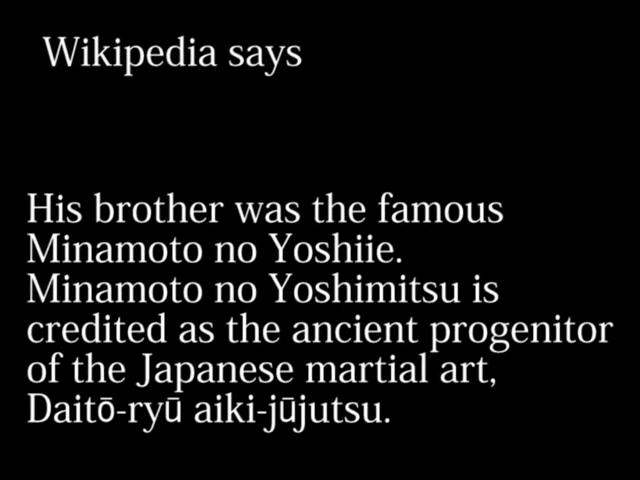 Wikipedia says
His brother was the famous
Minamoto no Yoshiie.
Minamoto no Yoshimitsu is
credited as the ancient progenitor
of the Japanese martial art,
Daitō-ryū aiki-jūjutsu.